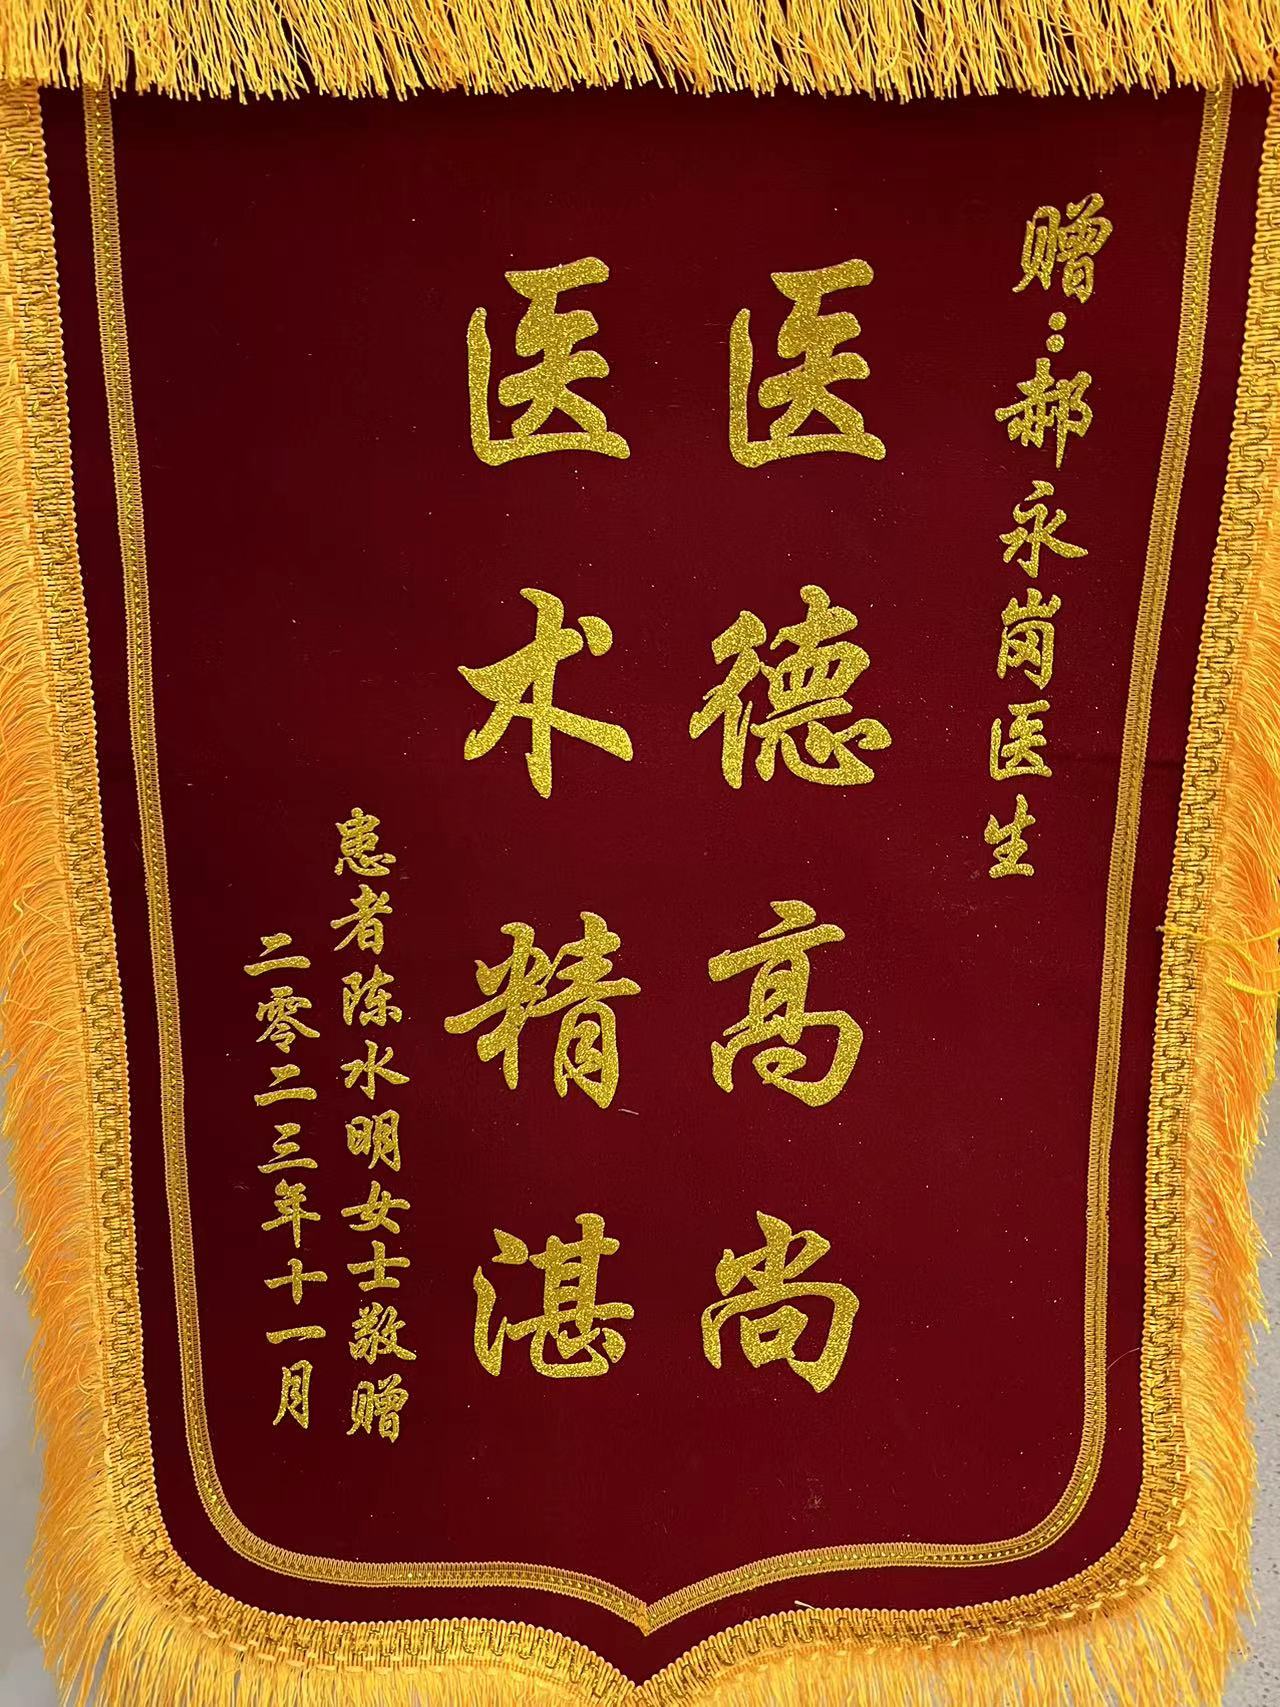 赠：郝永岗医生
医德高尚
医术精湛
患者陈水明女士敬赠
二零二三年十一月